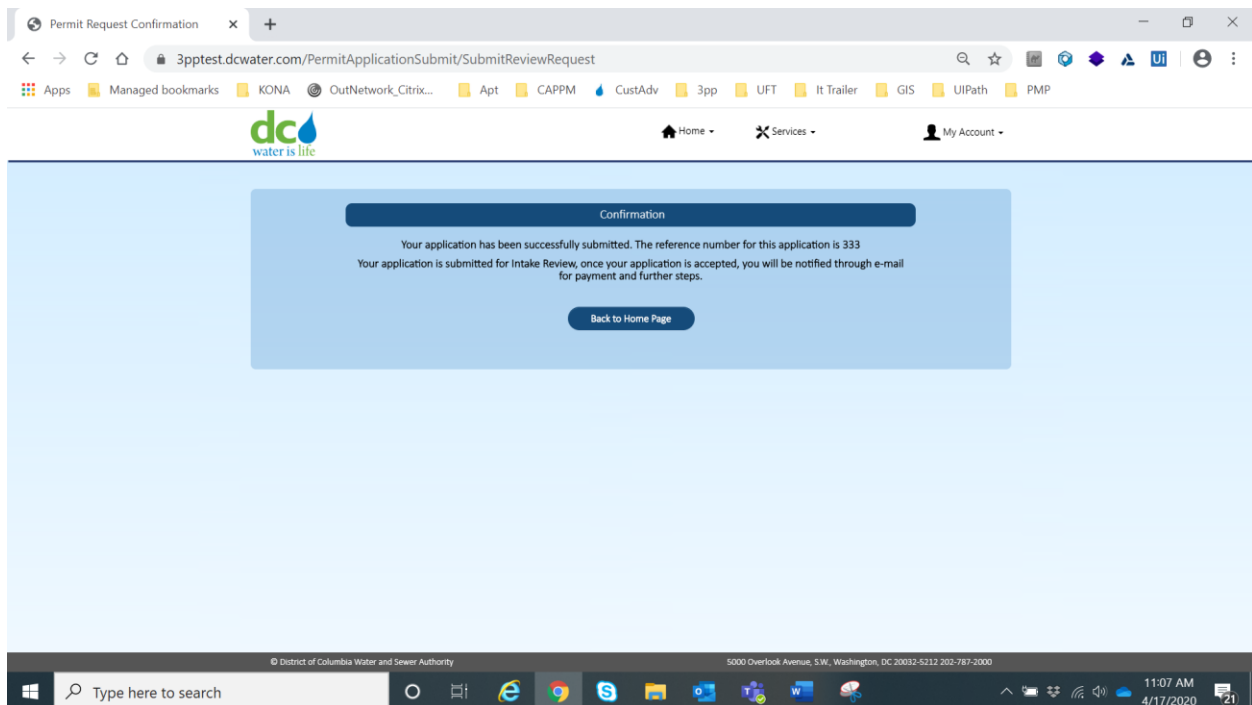 Permit Request Confirmation
3pptest.dcwater.com/PermitApplicationSubmit/SubmitReviewRequest
Ui
Apps Managed bookmarks KONA OutNetwork_Citrix... Apt CAPPM CustAdv 3pp UFT It Trailer GIS UIPath PMP
dc
water is life
Home Services My Account
Confirmation
Your application has been successfully submitted. The reference number for this application is 333
Your application is submitted for Intake Review, once your application is accepted, you will be notified through e-mail
for payment and further steps.
Back to Home Page
© District of Columbia Water and Sewer Authority 5000 Overlook Avenue, S.W., Washington, DC 20032-5212 202-787-2000
Type here to search
11:07 AM
4/17/2020
21